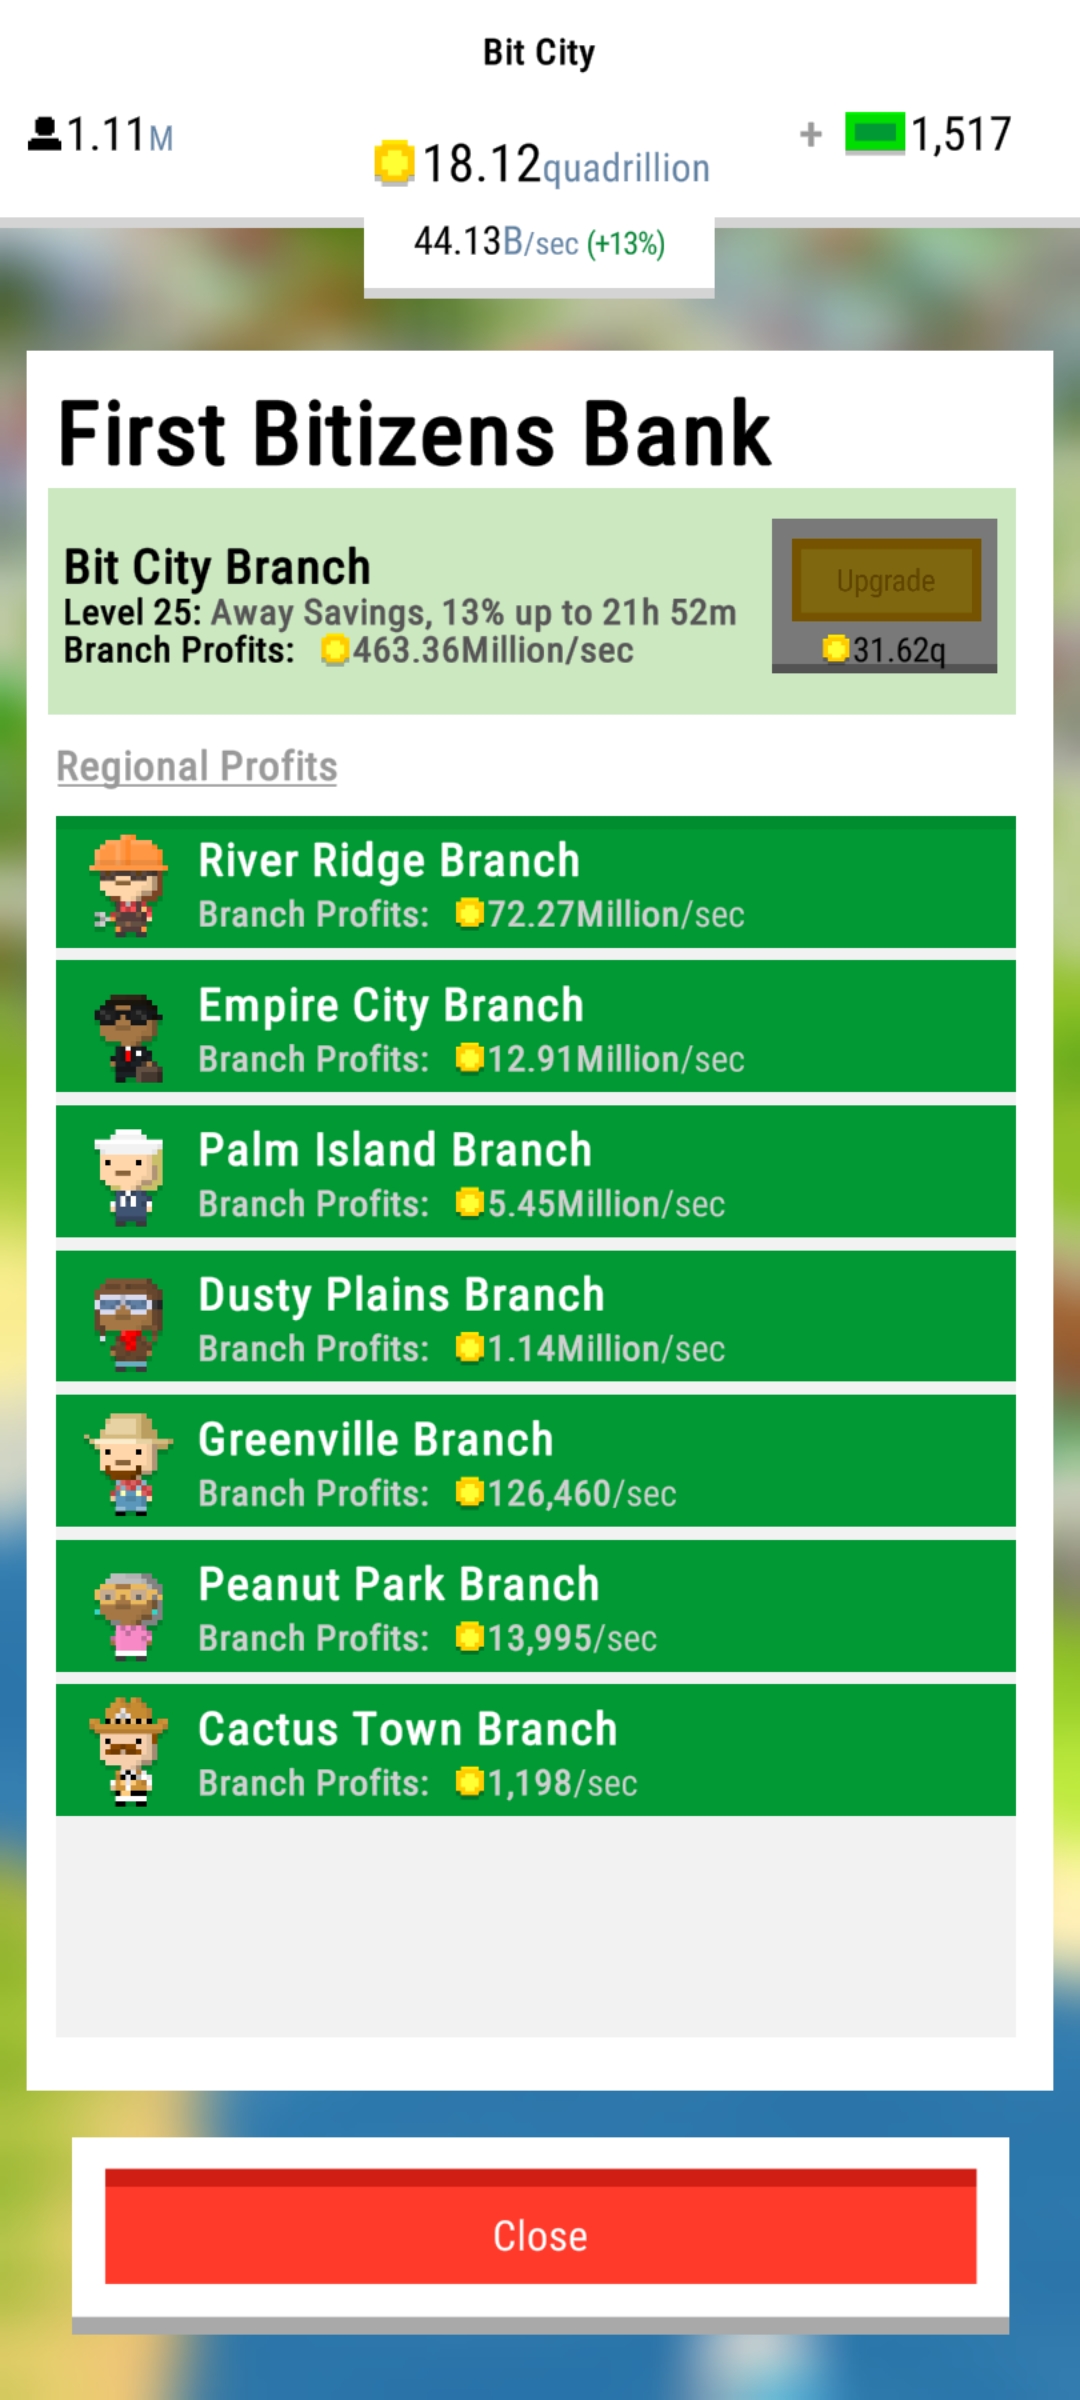 Bit City
1.11M
18.12quadrillion
+ 1,517
44.13B/sec (+13%)
First Bitizens Bank
Bit City Branch
Level 25: Away Savings, 13% up to 21h 52m
Branch Profits: 463.36Million/sec
Upgrade
31.62q
Regional Profits
River Ridge Branch
Branch Profits: 72.27Million/sec
Empire City Branch
Branch Profits: 12.91Million/sec
Palm Island Branch
Branch Profits: 5.45Million/sec
Dusty Plains Branch
Branch Profits: 1.14Million/sec
Greenville Branch
Branch Profits: 126,460/sec
Peanut Park Branch
Branch Profits: 13,995/sec
Cactus Town Branch
Branch Profits: 1,198/sec
Close